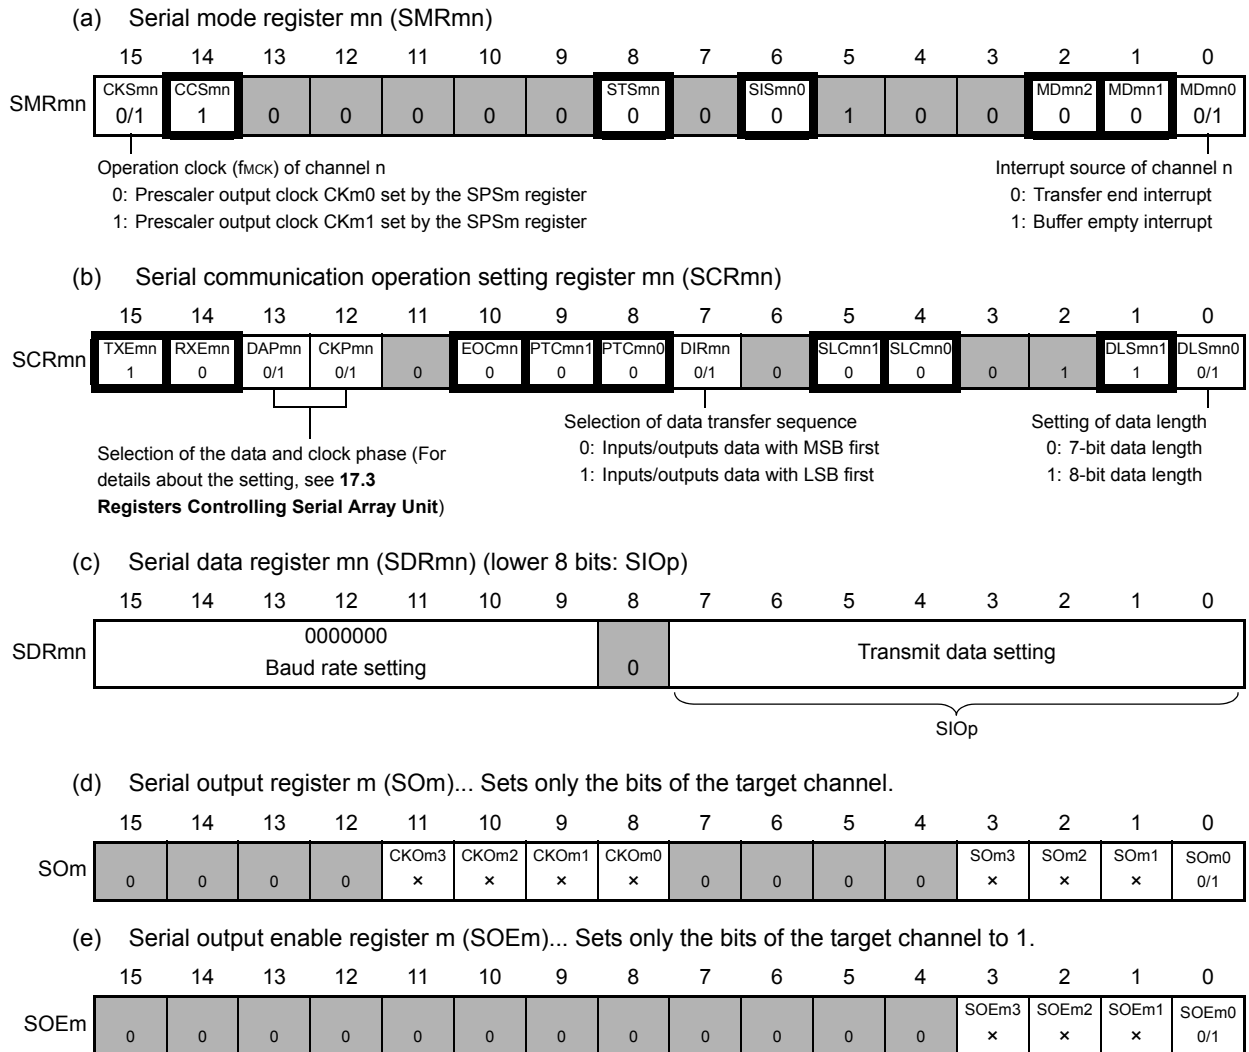 (a) Serial mode register mn (SMRmn)
15 14 13 12 11 10 9 8 7 6 5 4 3 2 1 0
CKSmn CCSmn STSmn SISmn0 MDmn2 MDmn1 MDmn0
SMRmn 0/1 1 0 0 0 0 0 0 0 0 1 0 0 0 0 0/1
Operation clock (fMCK) of channel n
0: Prescaler output clock CKm0 set by the SPSm register
1: Prescaler output clock CKm1 set by the SPSm register
Interrupt source of channel n
0: Transfer end interrupt
1: Buffer empty interrupt
(b) Serial communication operation setting register mn (SCRmn)
15 14 13 12 11 10 9 8 7 6 5 4 3 2 1 0
TXEmn RXEmn DAPmn CKPmn EOCmn PTCmn1 PTCmn0 DIRmn SLCmn1 SLCmn0 DLSmn1 DLSmn0
SCRmn 1 0 0/1 0/1 0 0 0 0 0/1 0 0 0 0 1 1 0/1
Selection of the data and clock phase (For
details about the setting, see 17.3
Registers Controlling Serial Array Unit)
Selection of data transfer sequence
0: Inputs/outputs data with MSB first
1: Inputs/outputs data with LSB first
Setting of data length
0: 7-bit data length
1: 8-bit data length
(c) Serial data register mn (SDRmn) (lower 8 bits: SIOp)
15 14 13 12 11 10 9 8 7 6 5 4 3 2 1 0
0000000
SDRmn Baud rate setting 0 Transmit data setting
SIOp
(d) Serial output register m (SOm)... Sets only the bits of the target channel.
15 14 13 12 11 10 9 8 7 6 5 4 3 2 1 0
CKOm3 CKOm2 CKOm1 CKOm0 SOm3 SOm2 SOm1 SOm0
SOm 0 0 0 0 × × × × 0 0 0 0 × × × 0/1
(e) Serial output enable register m (SOEm)... Sets only the bits of the target channel to 1.
15 14 13 12 11 10 9 8 7 6 5 4 3 2 1 0
SOEm3 SOEm2 SOEm1 SOEm0
SOEm 0 0 0 0 0 0 0 0 0 0 0 0 × × × 0/1